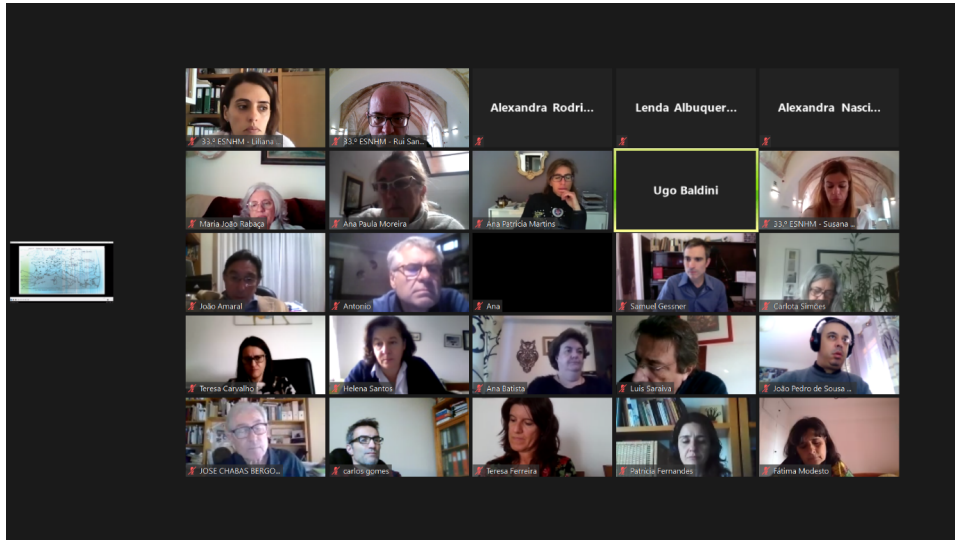 33.º ESNHM - Liliana ...
33.º ESNHM - Rui San...
Alexandra Rodri...
Lenda Albuquer...
Alexandra Nasci...
Maria João Rabaça
Ana Paula Moreira
Ana Patricia Martins
Ugo Baldini
33.º ESNHM - Susana ...
João Amaral
Antonio
Ana
Samuel Gessner
Carlota Simões
Teresa Carvalho
Helena Santos
Ana Batista
Luis Saraiva
João Pedro de Sousa ...
JOSE CHABAS BERGO...
carlos gomes
Teresa Ferreira
Patrícia Fernandes
Fátima Modesto